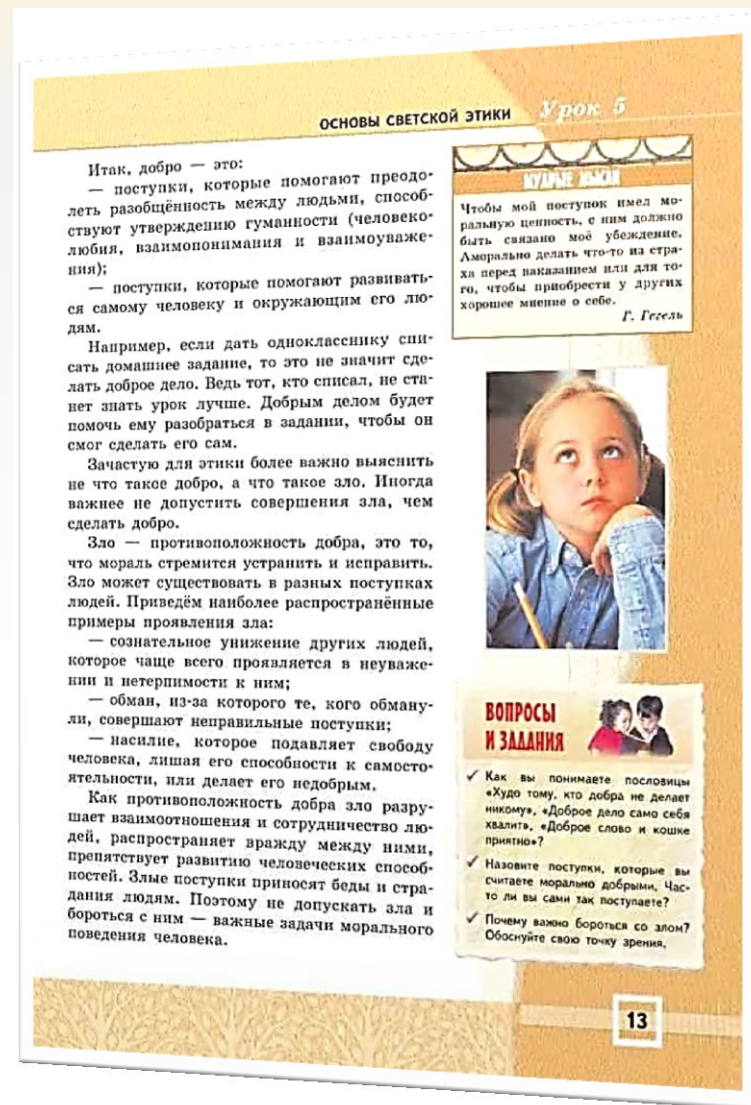 ОСНОВЫ СВЕТСКОЙ ЭТИКИ Урок 5
Итак, добро — это:
— поступки, которые помогают преодо-
леть разобщённость между людьми, способ-
ствуют утверждению гуманности (человеко-
любия, взаимопонимания и взаимоуваже-
ния);
— поступки, которые помогают развивать-
ся самому человеку и окружающим его лю-
дям.
Например, если дать однокласснику спи-
сать домашнее задание, то это не значит сде-
лать доброе дело. Ведь тот, кто списал, не ста-
нет знать урок лучше. Добрым делом будет
помочь ему разобраться в задании, чтобы он
смог сделать его сам.
Зачастую для этики более важно выяснить
не что такое добро, а что такое зло. Иногда
важнее не допустить совершения зла, чем
сделать добро.
Зло — противоположность добра, это то,
что мораль стремится устранить и исправить.
Зло может существовать в разных поступках
людей. Приведём наиболее распространённые
примеры проявления зла:
— сознательное унижение других людей,
которое чаще всего проявляется в неуваже-
нии и нетерпимости к ним;
— обман, из-за которого те, кого обману-
ли, совершают неправильные поступки;
— насилие, которое подавляет свободу
человека, лишая его способности к самосто-
ятельности, или делает его недобрым.
Как противоположность добра зло разру-
шает взаимоотношения и сотрудничество лю-
дей, распространяет вражду между ними,
препятствует развитию человеческих способ-
ностей. Злые поступки приносят беды и стра-
дания людям. Поэтому не допускать зла и
бороться с ним — важные задачи морального
поведения человека.
МУДРЫЕ МЫСЛИ
Чтобы мой поступок имел мо-
ральную ценность, с ним должно
быть связано моё убеждение.
Аморально делать что-то из стра-
ха перед наказанием или для то-
го, чтобы приобрести у других
хорошее мнение о себе.
Г. Гегель
ВОПРОСЫ
И ЗАДАНИЯ
✓ Как вы понимаете пословицы
«Худо тому, кто добра не делает
никому», «Доброе дело само себя
хвалит», «Доброе слово и кошке
приятно»?
✓ Назовите поступки, которые вы
считаете морально добрыми. Час-
то ли вы сами так поступаете?
✓ Почему важно бороться со злом?
Обоснуйте свою точку зрения.
13